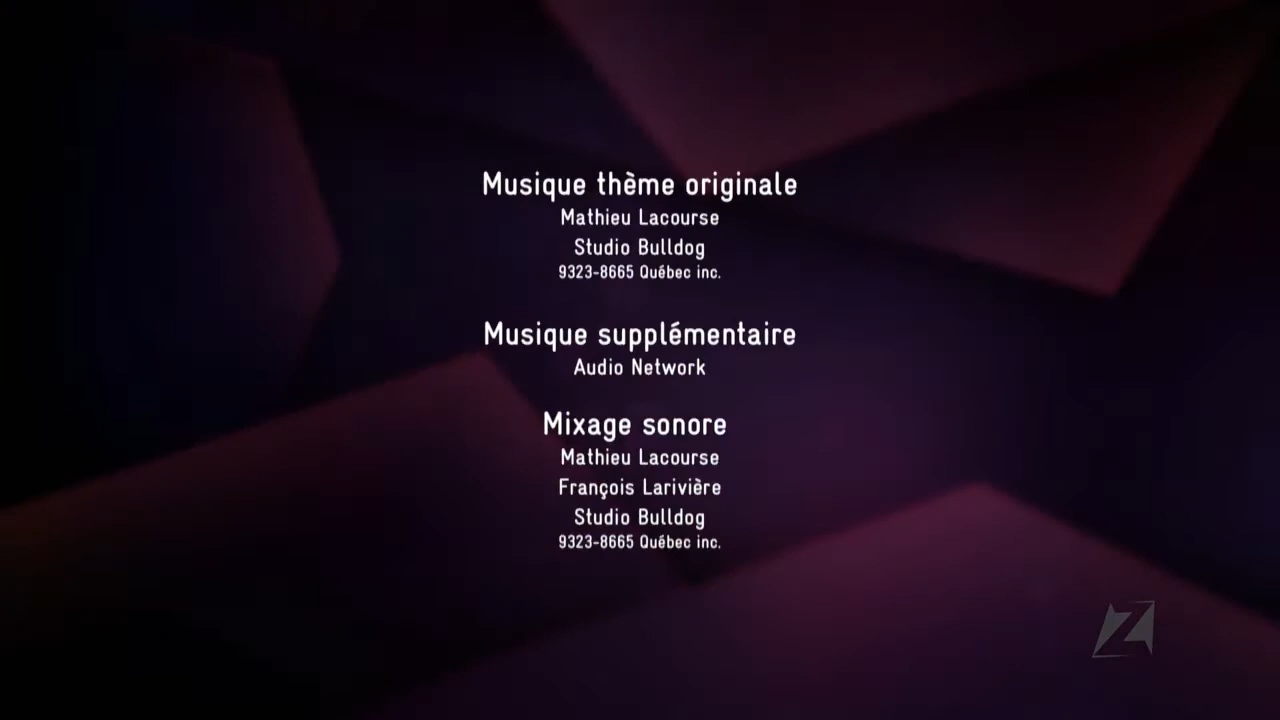 Musique thème originale
Mathieu Lacourse
Studio Bulldog
9323-8665 Québec inc.
Musique supplémentaire
Audio Network
Mixage sonore
Mathieu Lacourse
François Larivière
Studio Bulldog
9323-8665 Québec inc.
Z